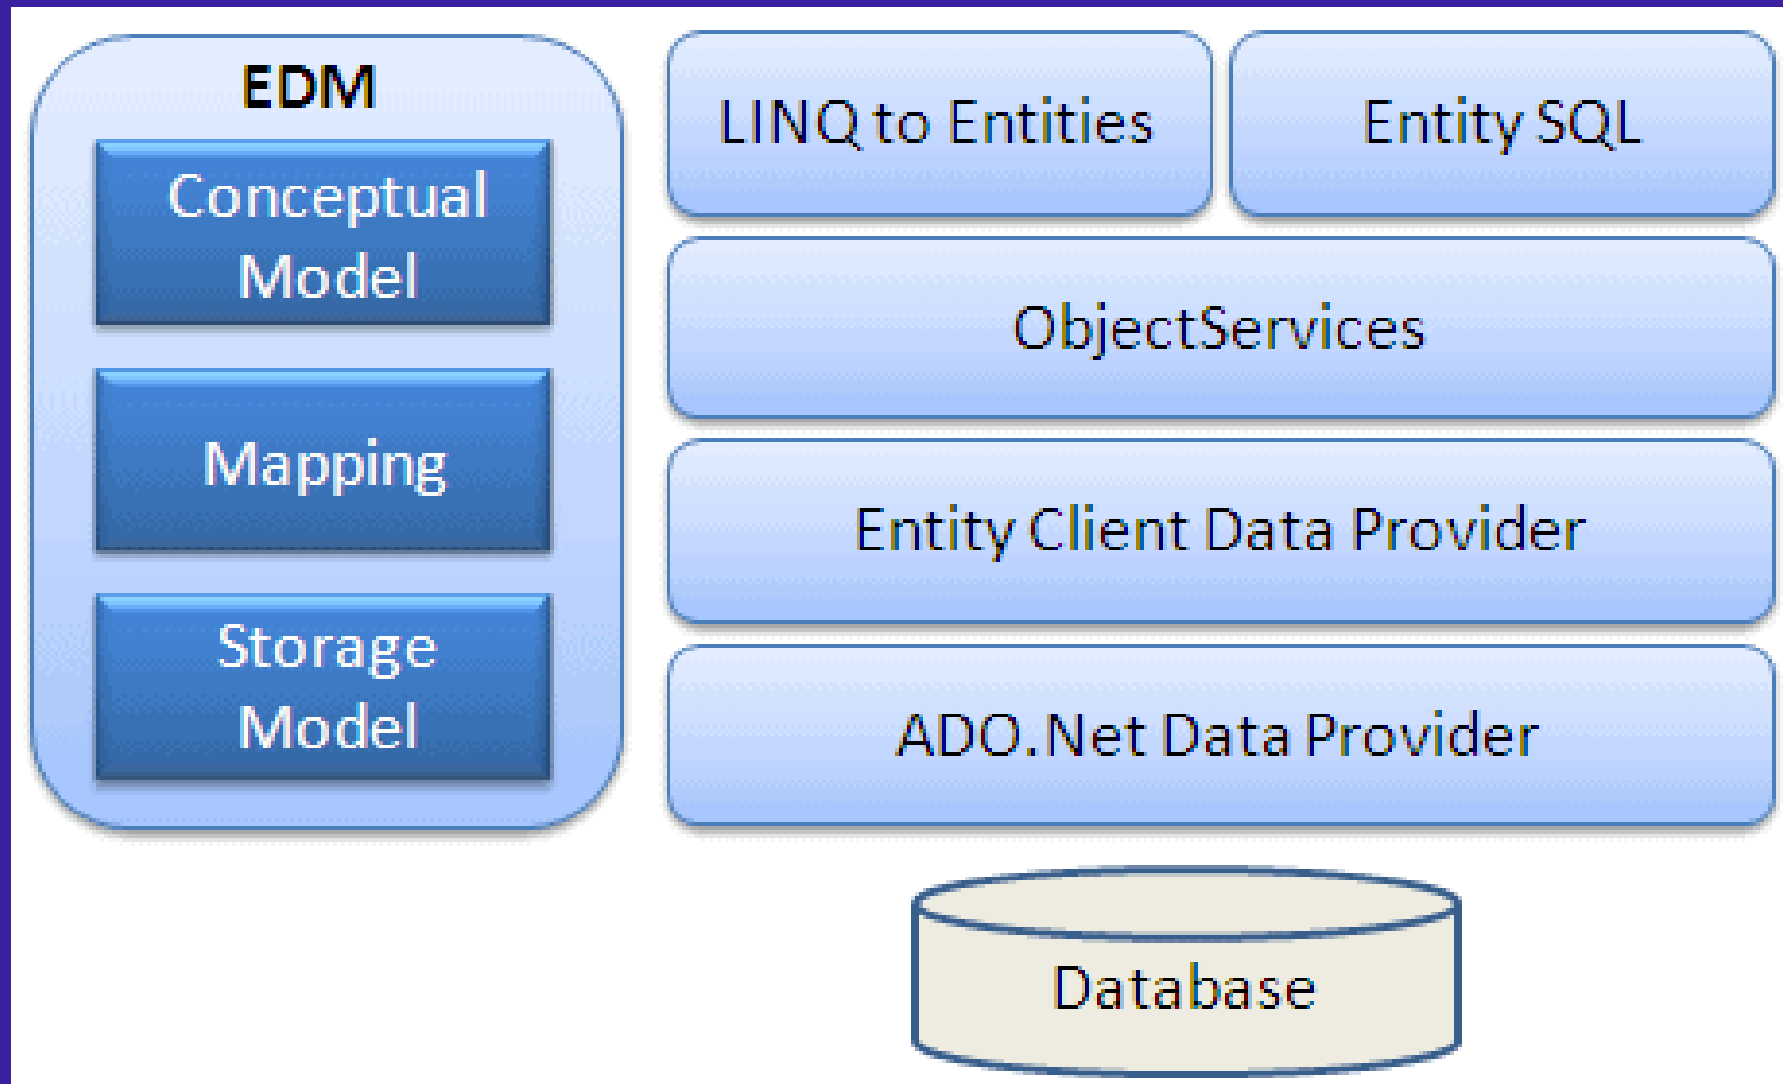 EDM
Conceptual
Model
Mapping
Storage
Model
LINQ to Entities
Entity SQL
ObjectServices
Entity Client Data Provider
ADO.Net Data Provider
Database